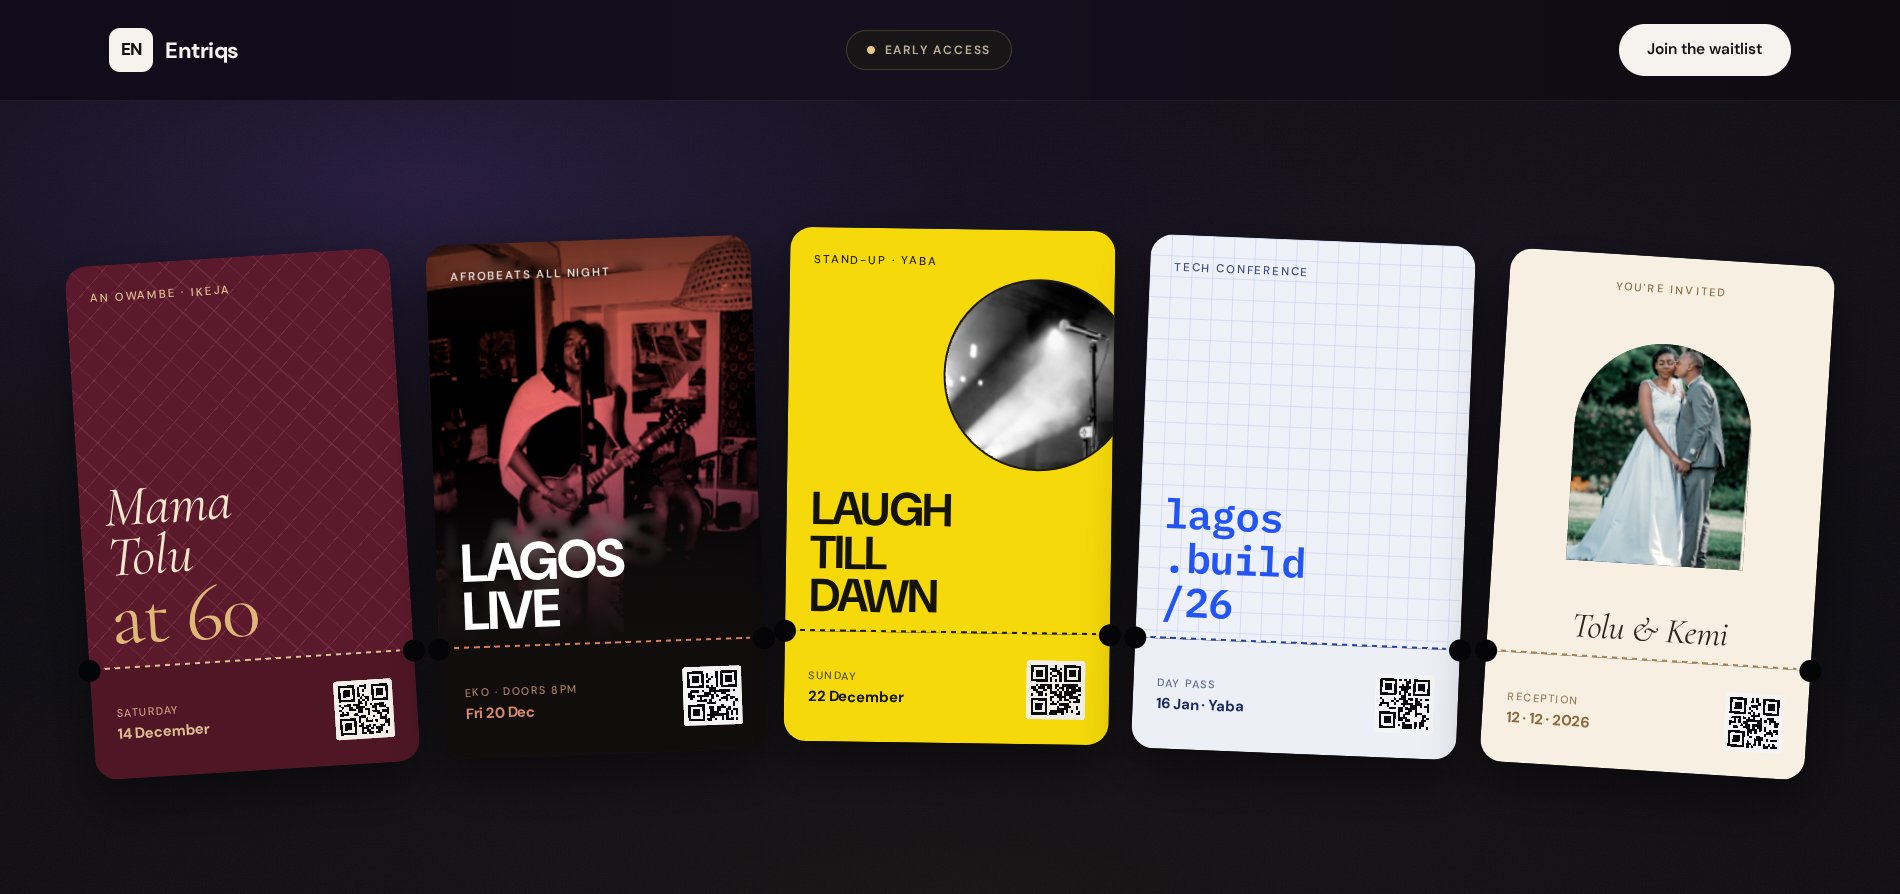 EN Entriqs
EARLY ACCESS
Join the waitlist
AN OWAMBE · IKEJA
Mama
Tolu
at 60
SATURDAY
14 December
AFROBEATS ALL NIGHT
LAGOS
LIVE
EKO · DOORS 8PM
Fri 20 Dec
STAND-UP · YABA
LAUGH
TILL
DAWN
SUNDAY
22 December
TECH CONFERENCE
lagos
.build
/26
DAY PASS
16 Jan · Yaba
YOU'RE INVITED
Tolu & Kemi
RECEPTION
12 · 12 · 2026